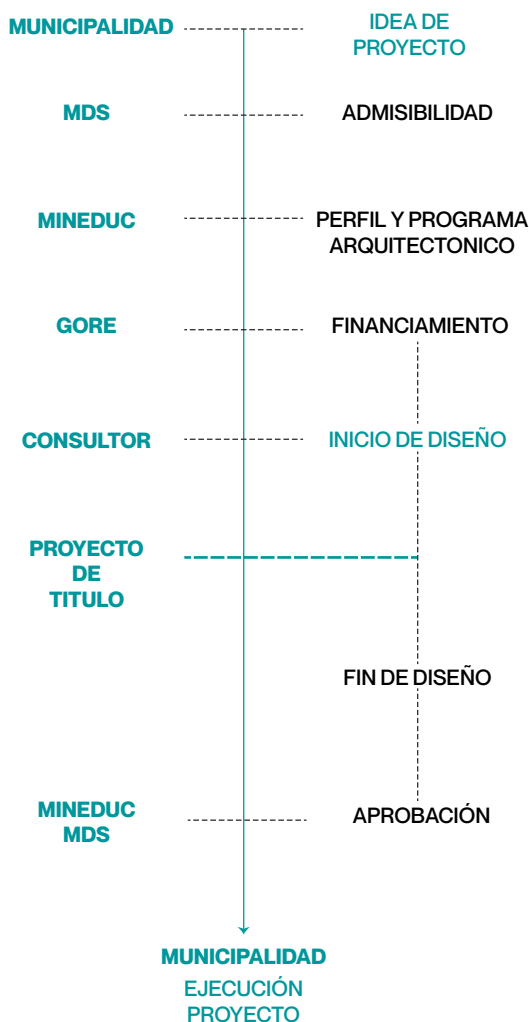 MUNICIPALIDAD
IDEA DE
PROYECTO
MDS
ADMISIBILIDAD
MINEDUC
PERFIL Y PROGRAMA
ARQUITECTONICO
GORE
FINANCIAMIENTO
CONSULTOR
INICIO DE DISEÑO
PROYECTO
DE
TITULO
FIN DE DISEÑO
MINEDUC
MDS
APROBACIÓN
MUNICIPALIDAD
EJECUCIÓN
PROYECTO